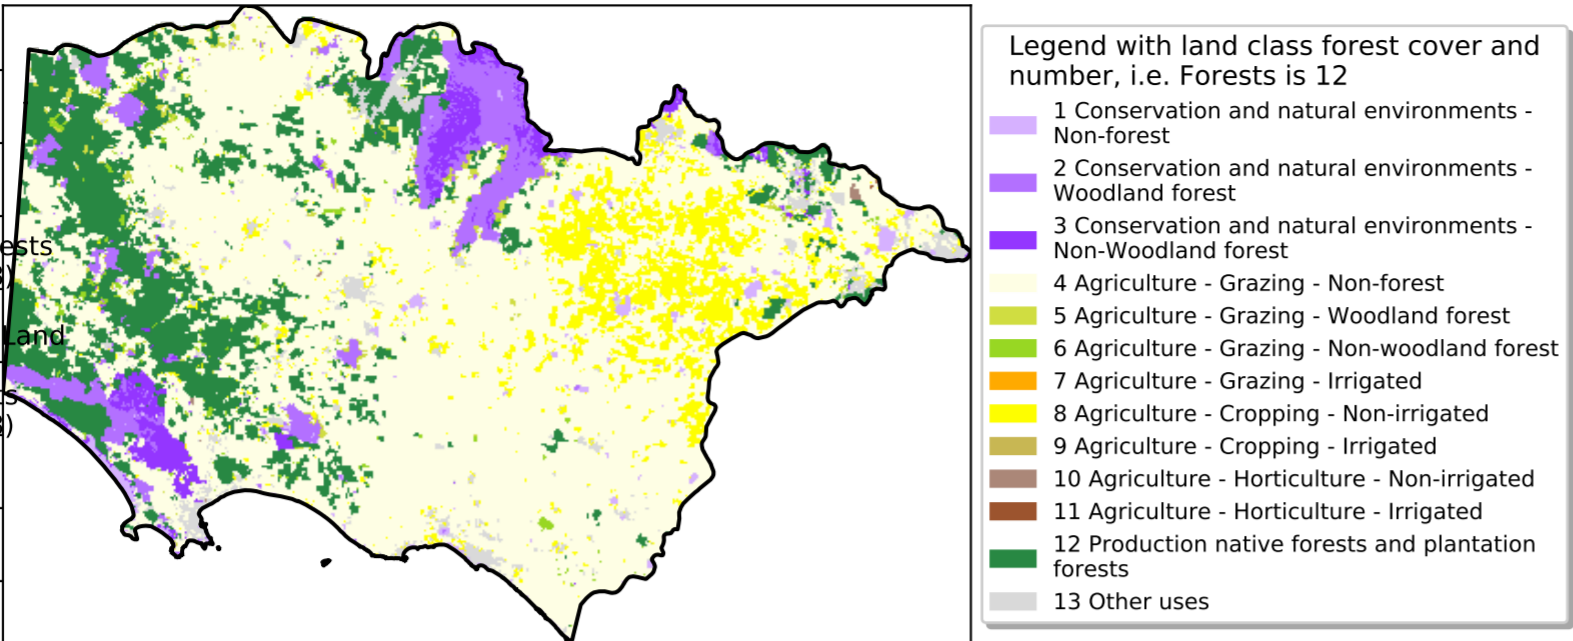 Legend with land class forest cover and
number, i.e. Forests is 12
1 Conservation and natural environments -
Non-forest
2 Conservation and natural environments -
Woodland forest
3 Conservation and natural environments -
Non-Woodland forest
4 Agriculture - Grazing - Non-forest
5 Agriculture - Grazing - Woodland forest
6 Agriculture - Grazing - Non-woodland forest
7 Agriculture - Grazing - Irrigated
8 Agriculture - Cropping - Non-irrigated
9 Agriculture - Cropping - Irrigated
10 Agriculture - Horticulture - Non-irrigated
11 Agriculture - Horticulture - Irrigated
12 Production native forests and plantation
forests
13 Other uses
ests
Land